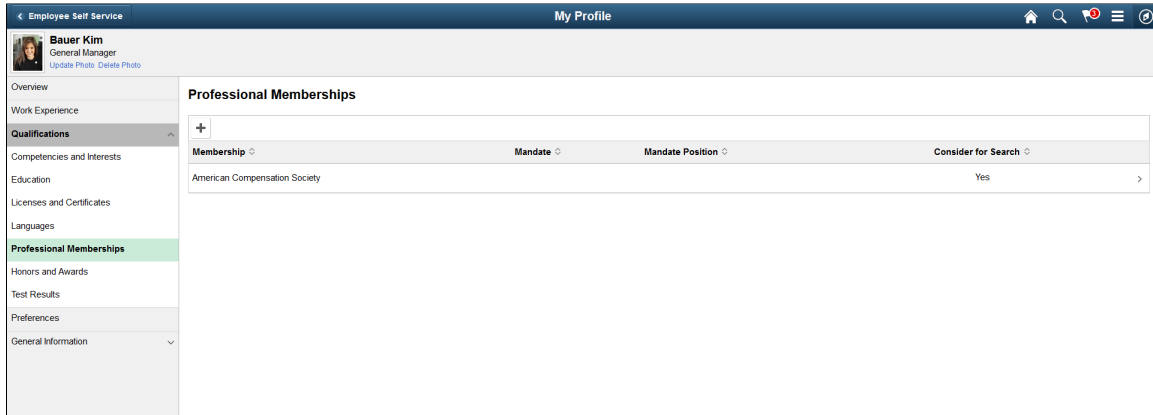 Employee Self Service
My Profile
3
Bauer Kim
General Manager
Update Photo Delete Photo
Overview
Work Experience
Qualifications
Competencies and Interests
Education
Licenses and Certificates
Languages
Professional Memberships
Honors and Awards
Test Results
Preferences
General Information
Professional Memberships
+
Membership Mandate Mandate Position Consider for Search
American Compensation Society Yes